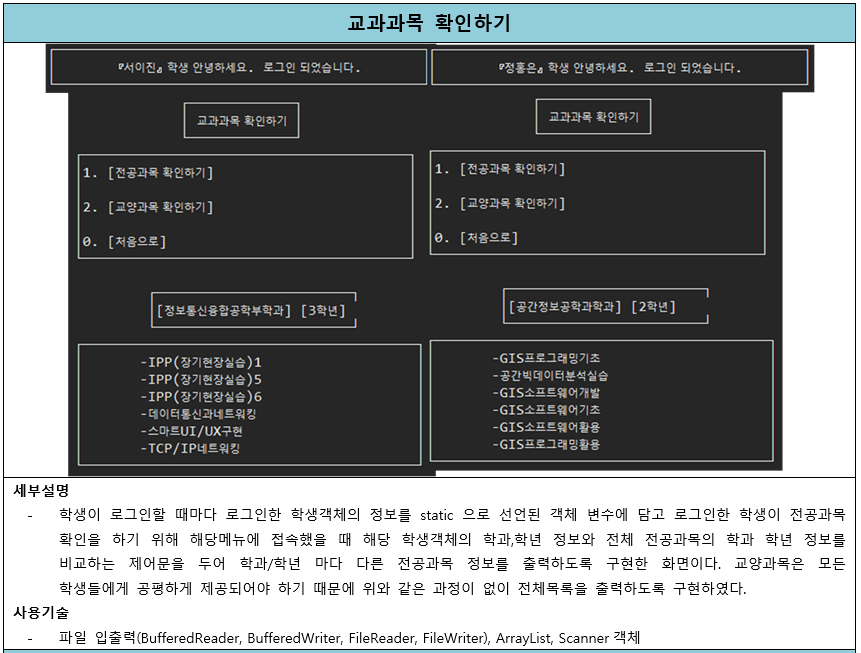 교과과목 확인하기
『서이진』 학생 안녕하세요. 로그인 되었습니다.
교과과목 확인하기
1. [전공과목 확인하기]
2. [교양과목 확인하기]
0. [처음으로]
[정보통신융합공학부학과] [3학년]
-IPP(장기현장실습)1
-IPP(장기현장실습)5
-IPP(장기현장실습)6
-데이터통신과네트워킹
-스마트UI/UX구현
-TCP/IP네트워킹
『정홍은』 학생 안녕하세요. 로그인 되었습니다.
교과과목 확인하기
1. [전공과목 확인하기]
2. [교양과목 확인하기]
0. [처음으로]
[공간정보공학과학과] [2학년]
-GIS프로그래밍기초
-공간빅데이터분석실습
-GIS소프트웨어개발
-GIS소프트웨어기초
-GIS소프트웨어활용
-GIS프로그래밍활용
세부설명
- 학생이 로그인할 때마다 로그인한 학생객체의 정보를 static 으로 선언된 객체 변수에 담고 로그인한 학생이 전공과목
확인을 하기 위해 해당메뉴에 접속했을 때 해당 학생객체의 학과,학년 정보와 전체 전공과목의 학과 학년 정보를
비교하는 제어문을 두어 학과/학년 마다 다른 전공과목 정보를 출력하도록 구현한 화면이다. 교양과목은 모든
학생들에게 공평하게 제공되어야 하기 때문에 위와 같은 과정이 없이 전체목록을 출력하도록 구현하였다.
사용기술
- 파일 입출력(BufferedReader, BufferedWriter, FileReader, FileWriter), ArrayList, Scanner 객체